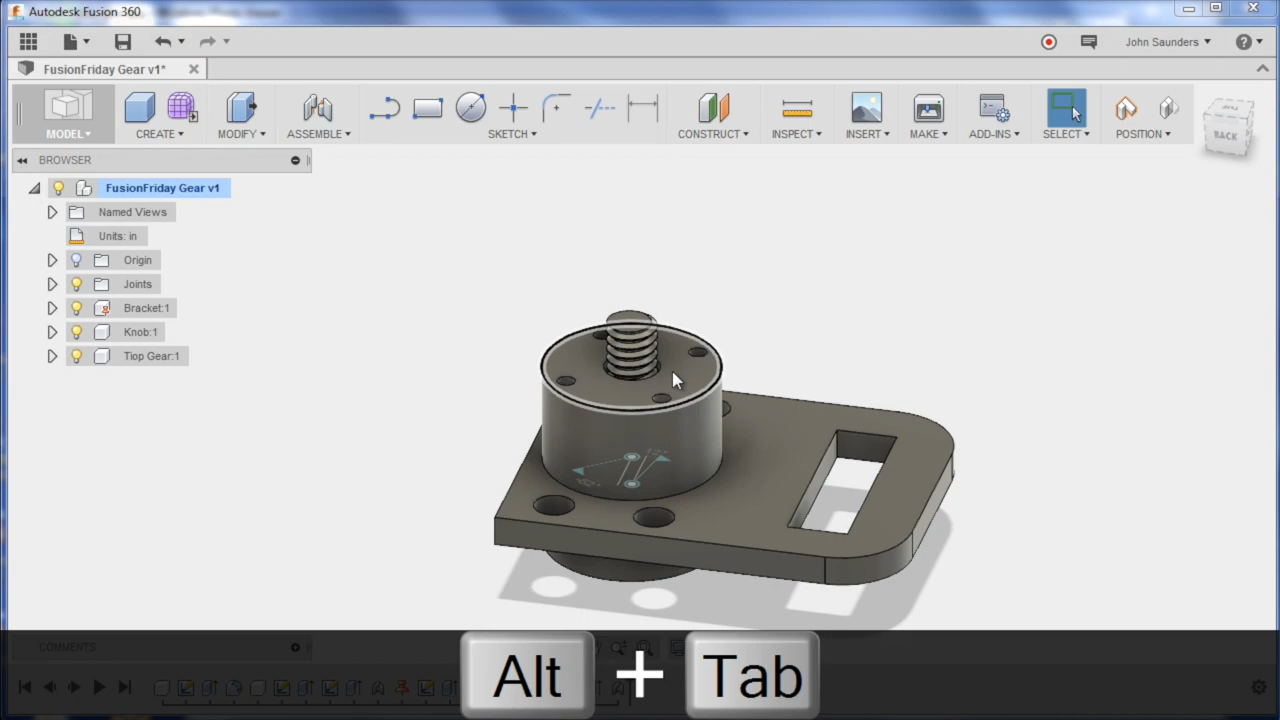 Autodesk Fusion 360
John Saunders
FusionFriday Gear v1*
MODEL CREATE MODIFY ASSEMBLE SKETCH CONSTRUCT INSPECT INSERT MAKE ADD-INS SELECT POSITION
BACK
BROWSER
FusionFriday Gear v1
Named Views
Units: in
Origin
Joints
Bracket:1
Knob:1
Tiop Gear:1
COMMENTS
Alt + Tab